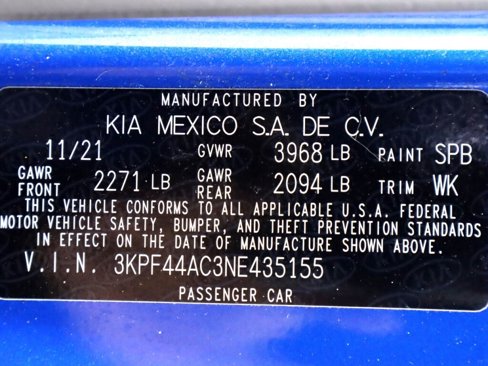 MANUFACTURED BY
KIA MEXICO S.A. DE C.V.
11/21 GVWR 3968 LB PAINT SPB
GAWR FRONT 2271 LB GAWR REAR 2094 LB TRIM WK
THIS VEHICLE CONFORMS TO ALL APPLICABLE U.S.A. FEDERAL
MOTOR VEHICLE SAFETY, BUMPER, AND THEFT PREVENTION STANDARDS
IN EFFECT ON THE DATE OF MANUFACTURE SHOWN ABOVE.
V.I.N. 3KPF44AC3NE435155
PASSENGER CAR